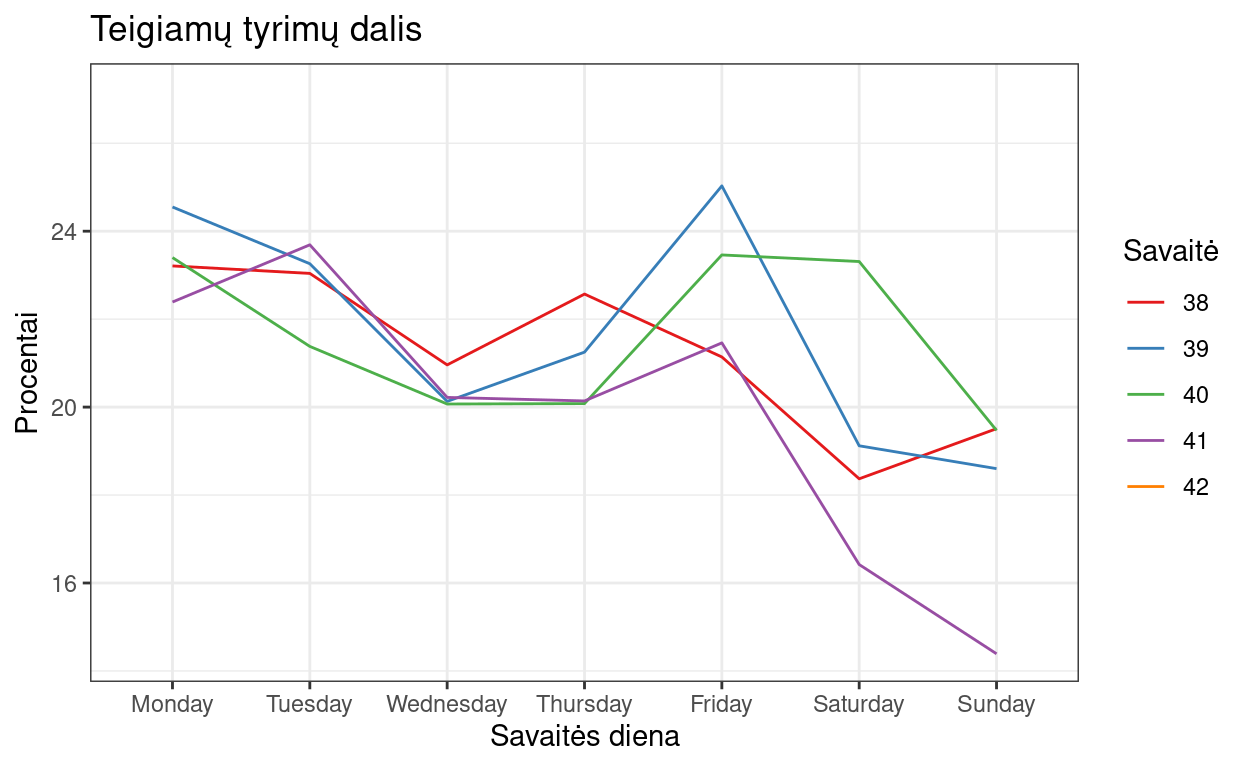 Teigiamų tyrimų dalis
Procentai
24
20
16
Monday
Tuesday
Wednesday
Thursday
Friday
Saturday
Sunday
Savaitės diena
Savaitė
38
39
40
41
42